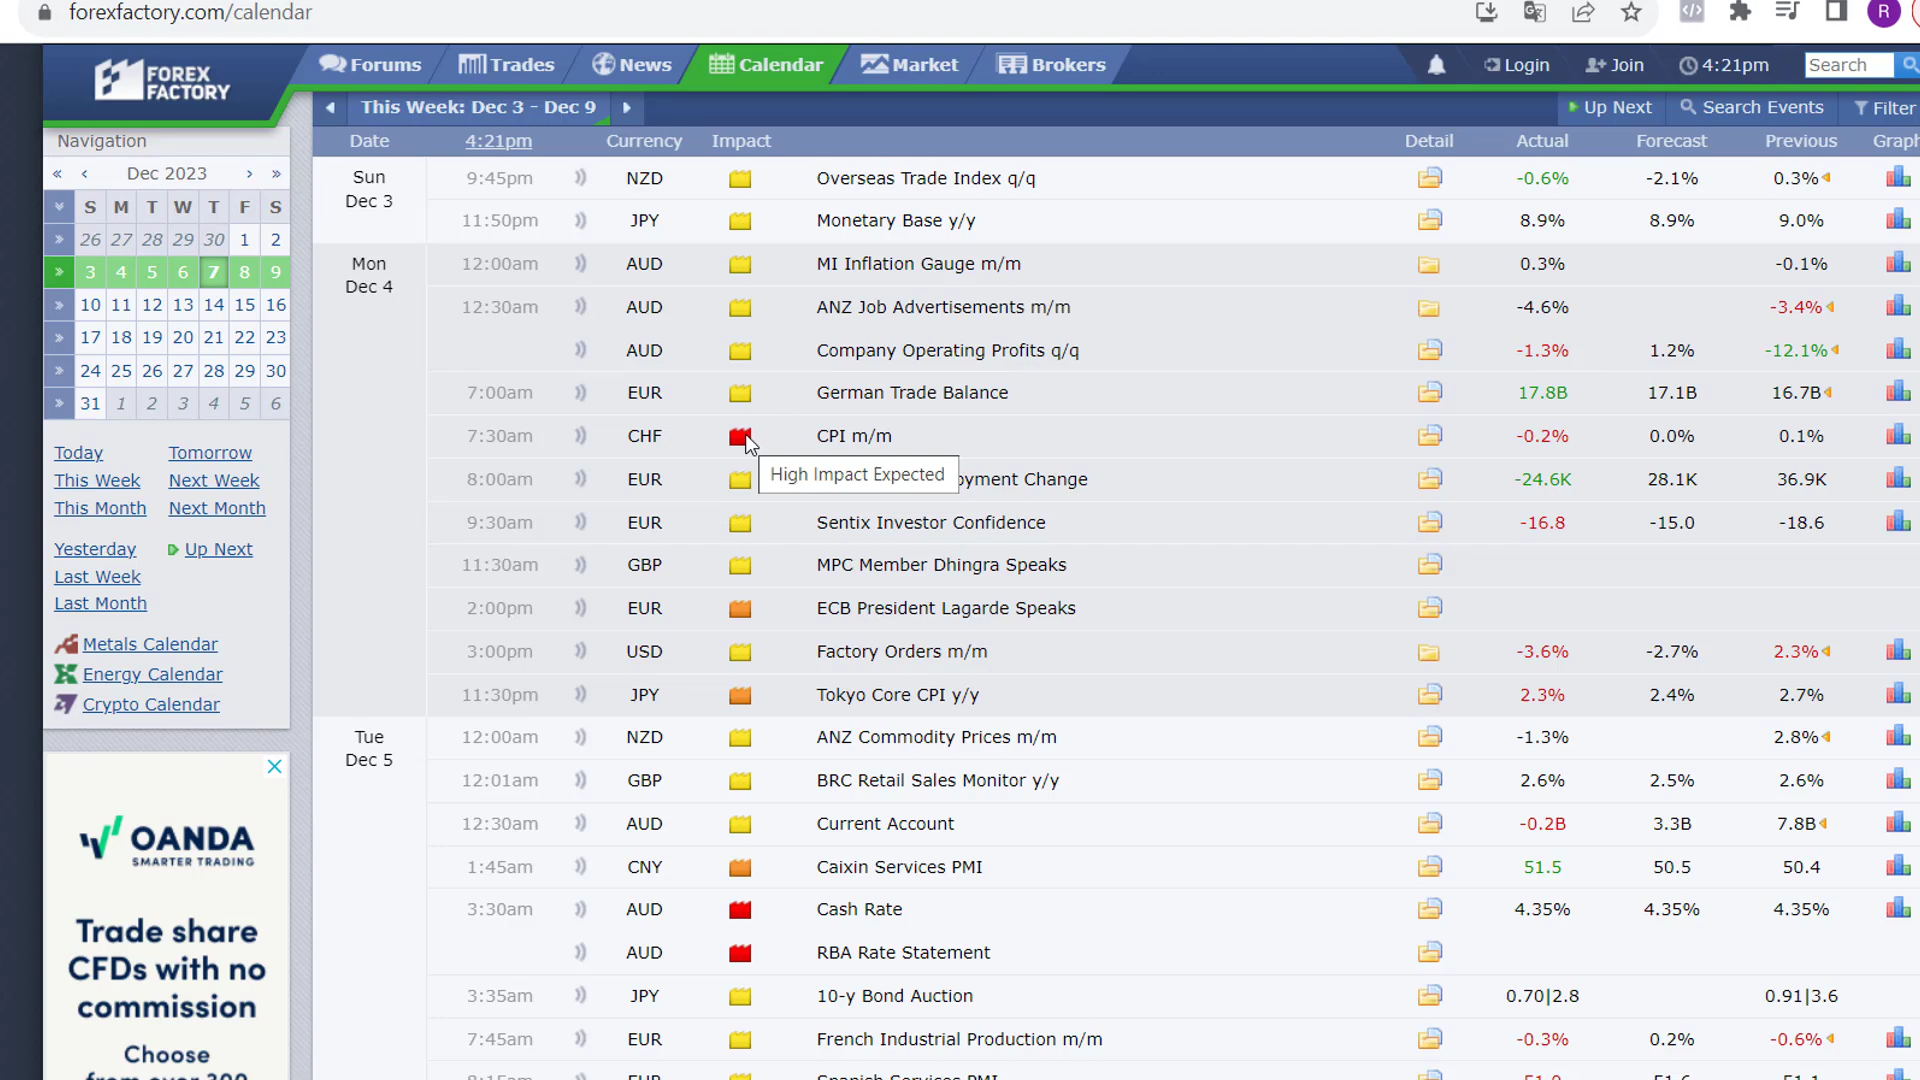 forexfactory.com/calendar
R
FOREX FACTORY
Forums Trades News Calendar Market Brokers Login Join 4:21pm Search
This Week: Dec 3 - Dec 9 Up Next Search Events Filter
Navigation
« ‹ Dec 2023 › »
S M T W T F S
26 27 28 29 30 1 2
3 4 5 6 7 8 9
10 11 12 13 14 15 16
17 18 19 20 21 22 23
24 25 26 27 28 29 30
31 1 2 3 4 5 6
Today Tomorrow
This Week Next Week
This Month Next Month
Yesterday Up Next
Last Week
Last Month
Metals Calendar
Energy Calendar
Crypto Calendar
OANDA
SMARTER TRADING
Trade share
CFDs with no
commission
Choose
Date 4:21pm Currency Impact Detail Actual Forecast Previous Graph
Sun Dec 3 9:45pm NZD Overseas Trade Index q/q -0.6% -2.1% 0.3%
11:50pm JPY Monetary Base y/y 8.9% 8.9% 9.0%
Mon Dec 4 12:00am AUD MI Inflation Gauge m/m 0.3% -0.1%
12:30am AUD ANZ Job Advertisements m/m -4.6% -3.4%
AUD Company Operating Profits q/q -1.3% 1.2% -12.1%
7:00am EUR German Trade Balance 17.8B 17.1B 16.7B
7:30am CHF CPI m/m -0.2% 0.0% 0.1%
High Impact Expected
8:00am EUR oyment Change -24.6K 28.1K 36.9K
9:30am EUR Sentix Investor Confidence -16.8 -15.0 -18.6
11:30am GBP MPC Member Dhingra Speaks
2:00pm EUR ECB President Lagarde Speaks
3:00pm USD Factory Orders m/m -3.6% -2.7% 2.3%
11:30pm JPY Tokyo Core CPI y/y 2.3% 2.4% 2.7%
Tue Dec 5 12:00am NZD ANZ Commodity Prices m/m -1.3% 2.8%
12:01am GBP BRC Retail Sales Monitor y/y 2.6% 2.5% 2.6%
12:30am AUD Current Account -0.2B 3.3B 7.8B
1:45am CNY Caixin Services PMI 51.5 50.5 50.4
3:30am AUD Cash Rate 4.35% 4.35% 4.35%
AUD RBA Rate Statement
3:35am JPY 10-y Bond Auction 0.70|2.8 0.91|3.6
7:45am EUR French Industrial Production m/m -0.3% 0.2% -0.6%